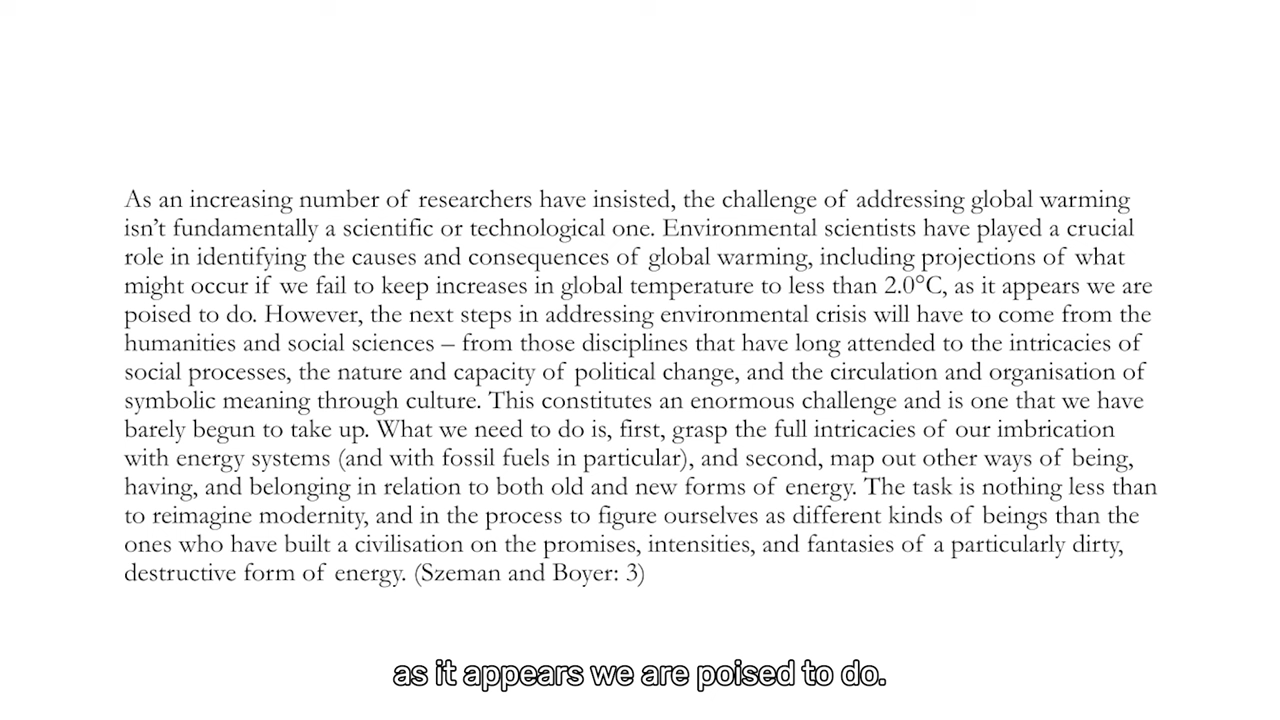 As an increasing number of researchers have insisted, the challenge of addressing global warming
isn't fundamentally a scientific or technological one. Environmental scientists have played a crucial
role in identifying the causes and consequences of global warming, including projections of what
might occur if we fail to keep increases in global temperature to less than 2.0°C, as it appears we are
poised to do. However, the next steps in addressing environmental crisis will have to come from the
humanities and social sciences – from those disciplines that have long attended to the intricacies of
social processes, the nature and capacity of political change, and the circulation and organisation of
symbolic meaning through culture. This constitutes an enormous challenge and is one that we have
barely begun to take up. What we need to do is, first, grasp the full intricacies of our imbrication
with energy systems (and with fossil fuels in particular), and second, map out other ways of being,
having, and belonging in relation to both old and new forms of energy. The task is nothing less than
to reimagine modernity, and in the process to figure ourselves as different kinds of beings than the
ones who have built a civilisation on the promises, intensities, and fantasies of a particularly dirty,
destructive form of energy. (Szeman and Boyer: 3)
as it appears we are poised to do.